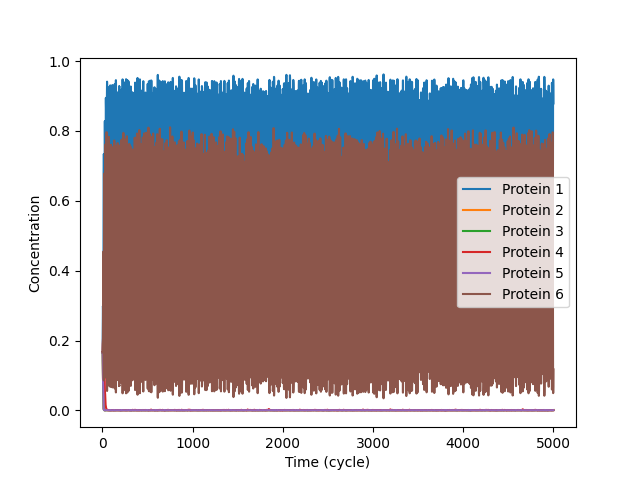 1.0
0.8
0.6
0.4
0.2
0.0
Concentration
Protein 1
Protein 2
Protein 3
Protein 4
Protein 5
Protein 6
0 1000 2000 3000 4000 5000
Time (cycle)